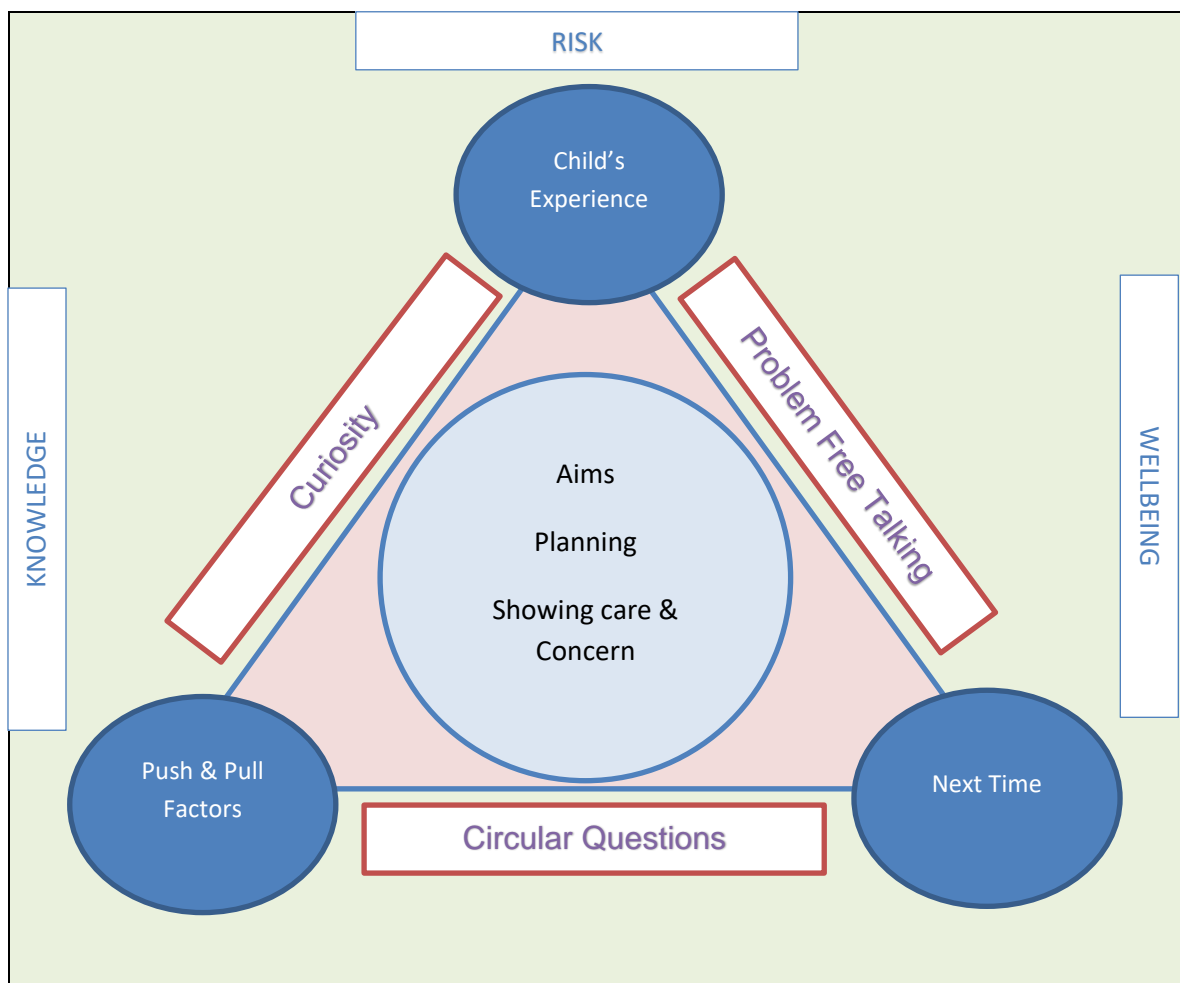 RISK
Child’s
Experience
Curiosity
Problem Free Talking
KNOWLEDGE
WELLBEING
Aims
Planning
Showing care &
Concern
Push & Pull
Factors
Next Time
Circular Questions